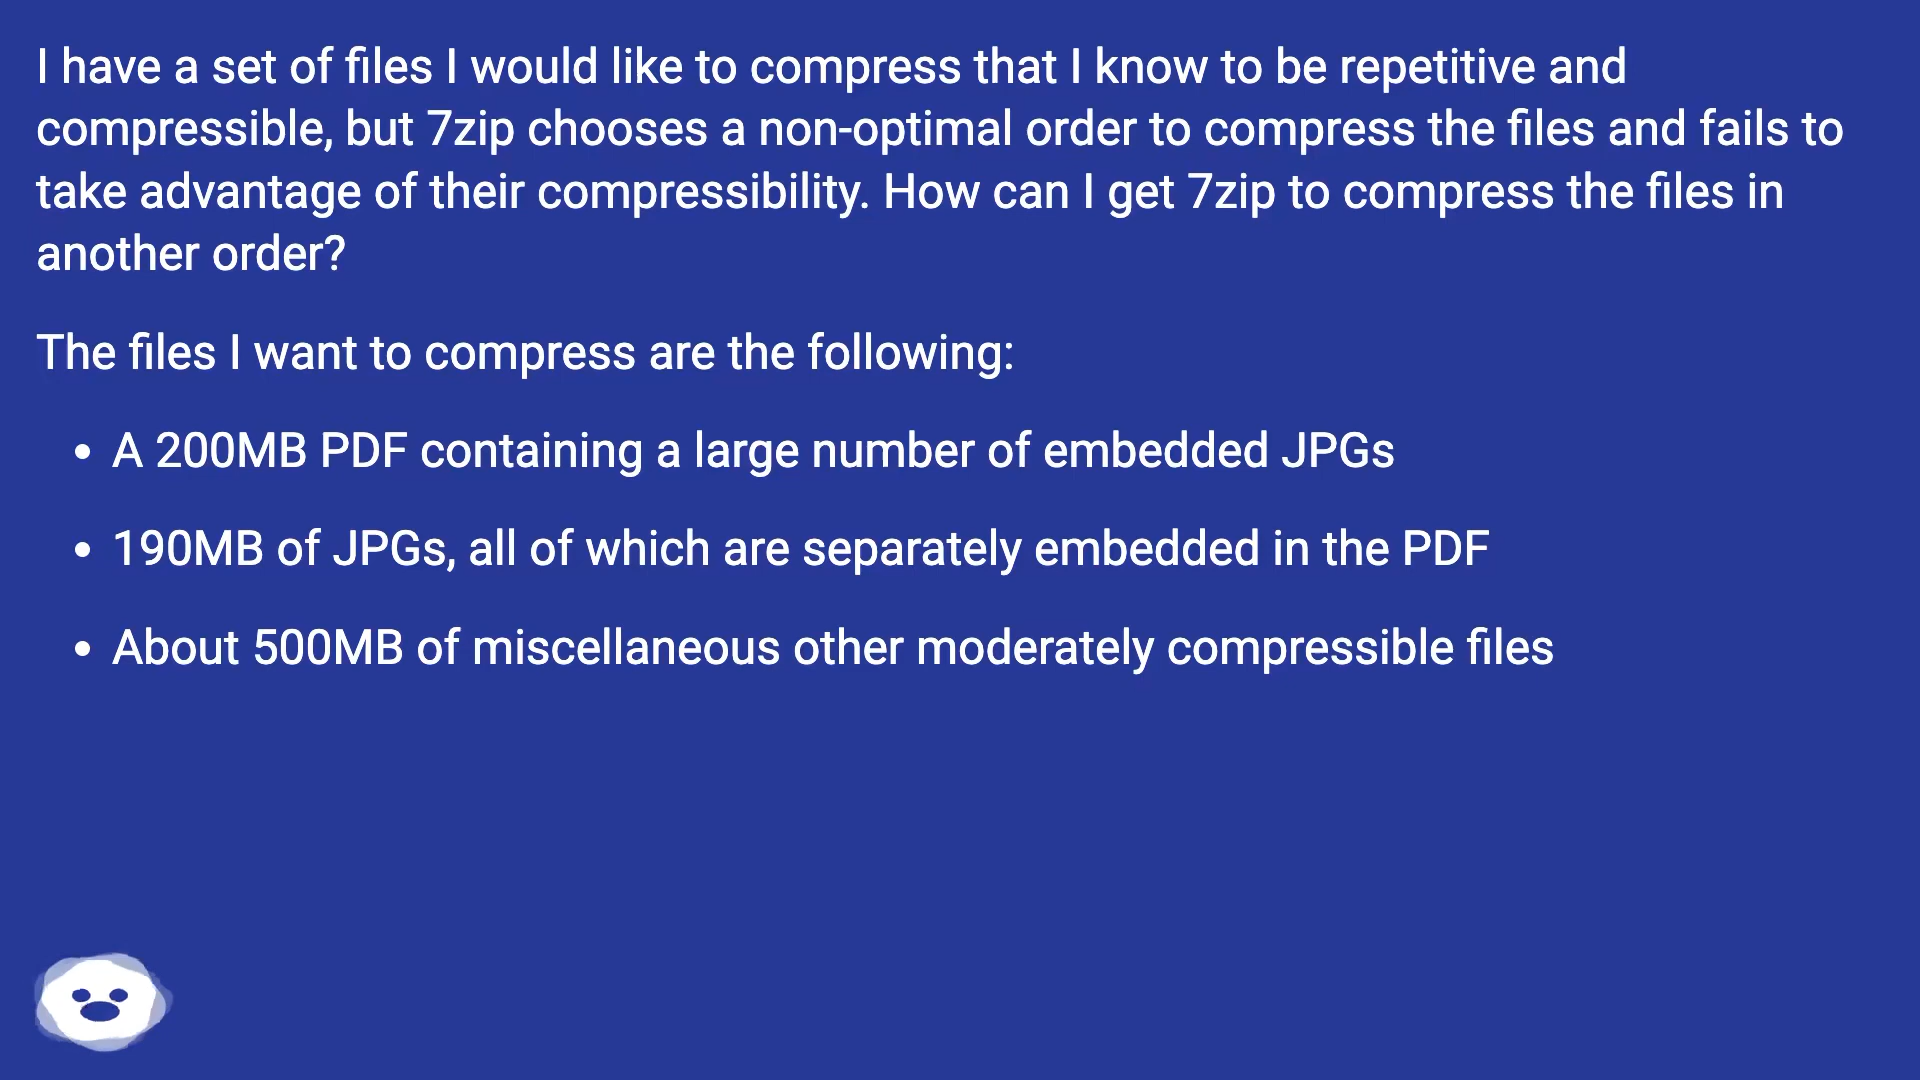 I have a set of files I would like to compress that I know to be repetitive and
compressible, but 7zip chooses a non-optimal order to compress the files and fails to
take advantage of their compressibility. How can I get 7zip to compress the files in
another order?
The files I want to compress are the following:
• A 200MB PDF containing a large number of embedded JPGs
• 190MB of JPGs, all of which are separately embedded in the PDF
• About 500MB of miscellaneous other moderately compressible files